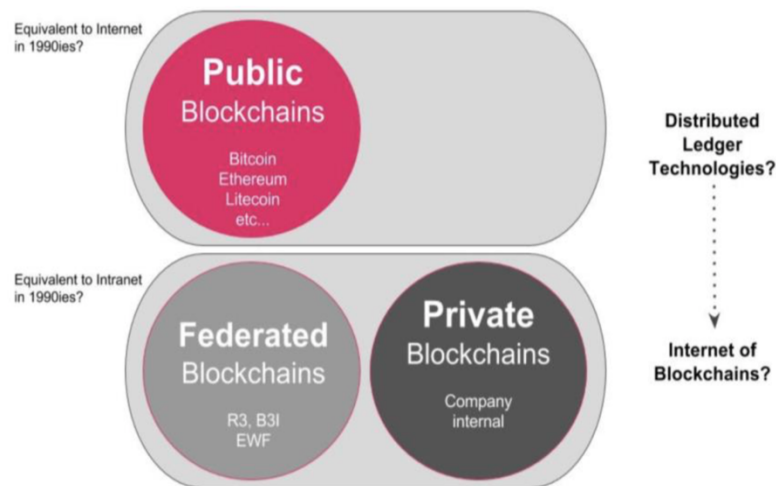 Equivalent to Internet
in 1990ies?
Public
Blockchains
Bitcoin
Ethereum
Litecoin
etc...
Distributed
Ledger
Technologies?
Equivalent to Intranet
in 1990ies?
Federated
Blockchains
R3, B3I
EWF
Private
Blockchains
Company
internal
Internet of
Blockchains?